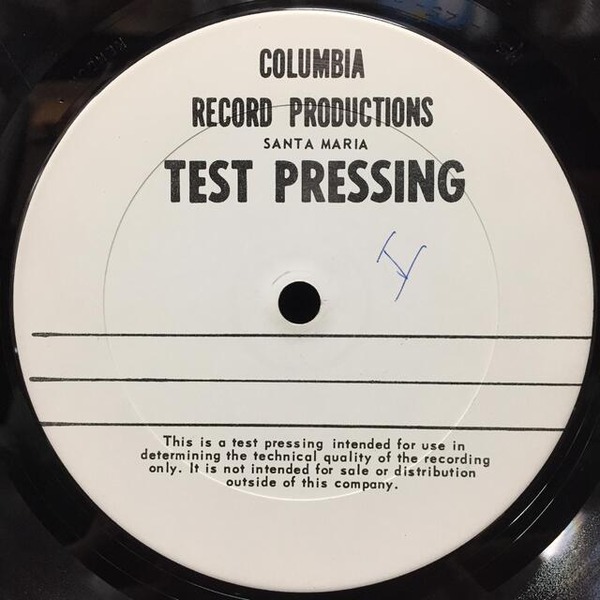 COLUMBIA
RECORD PRODUCTIONS
SANTA MARIA
TEST PRESSING
This is a test pressing intended for use in
determining the technical quality of the recording
only. It is not intended for sale or distribution
outside of this company.